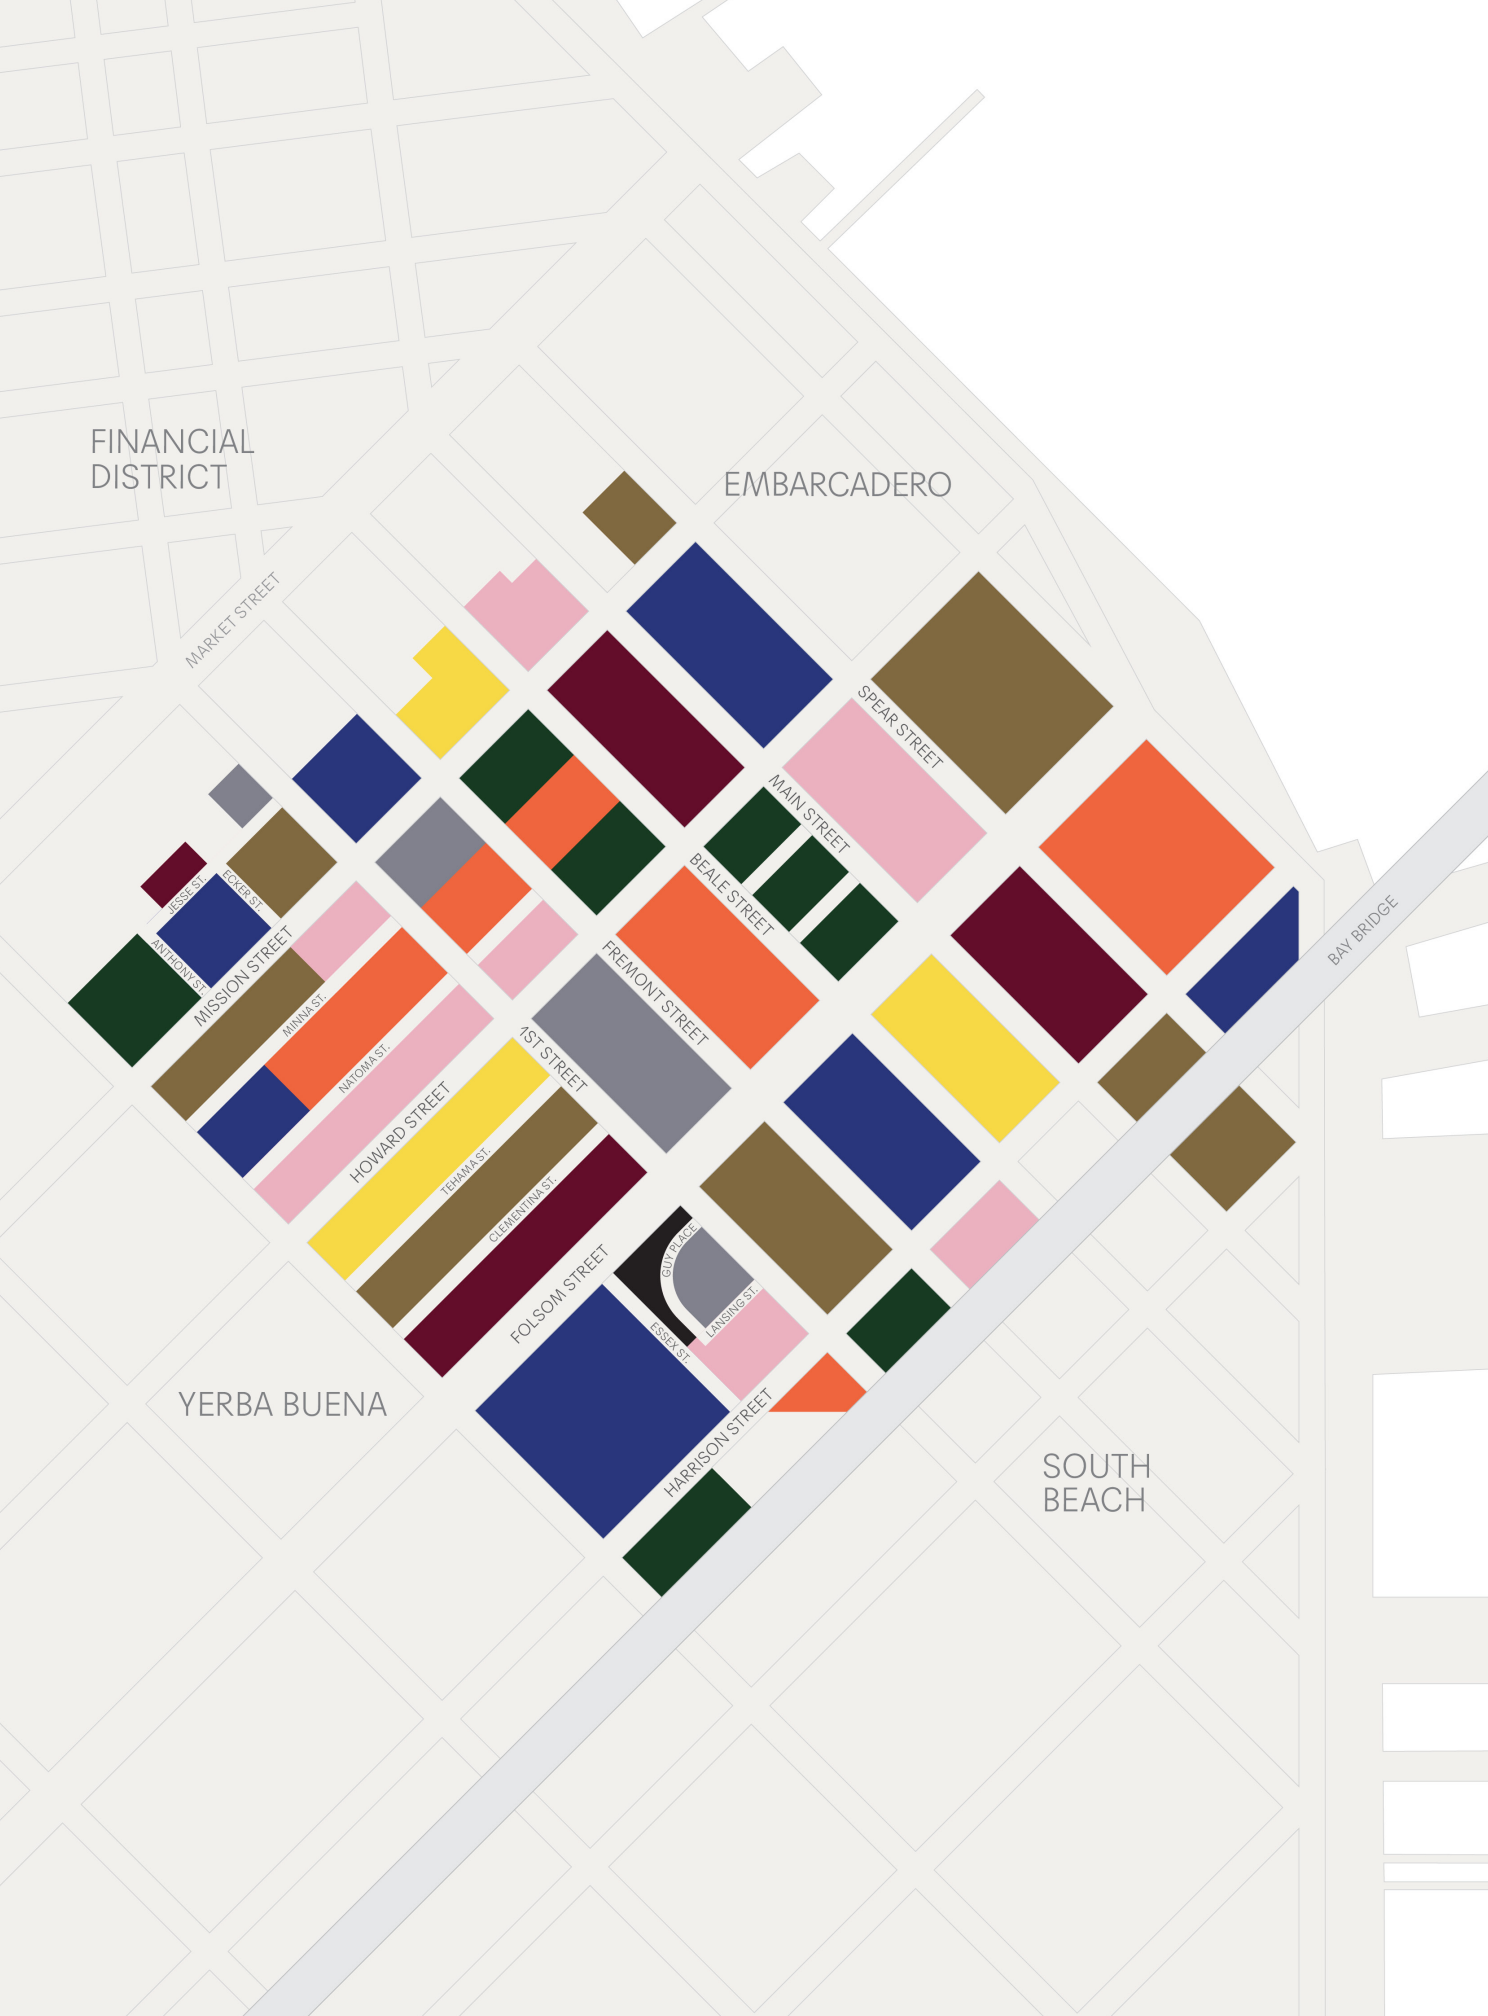 FINANCIAL
DISTRICT
EMBARCADERO
MARKET STREET
SPEAR STREET
MAIN STREET
BEALE STREET
FREMONT STREET
1ST STREET
JESSE ST.
ECKER ST.
ANTHONY ST.
MISSION STREET
MINNA ST.
NATOMA ST.
HOWARD STREET
TEHAMA ST.
CLEMENTINA ST.
FOLSOM STREET
GUY PLACE
LANSING ST.
ESSEX ST.
HARRISON STREET
BAY BRIDGE
YERBA BUENA
SOUTH
BEACH